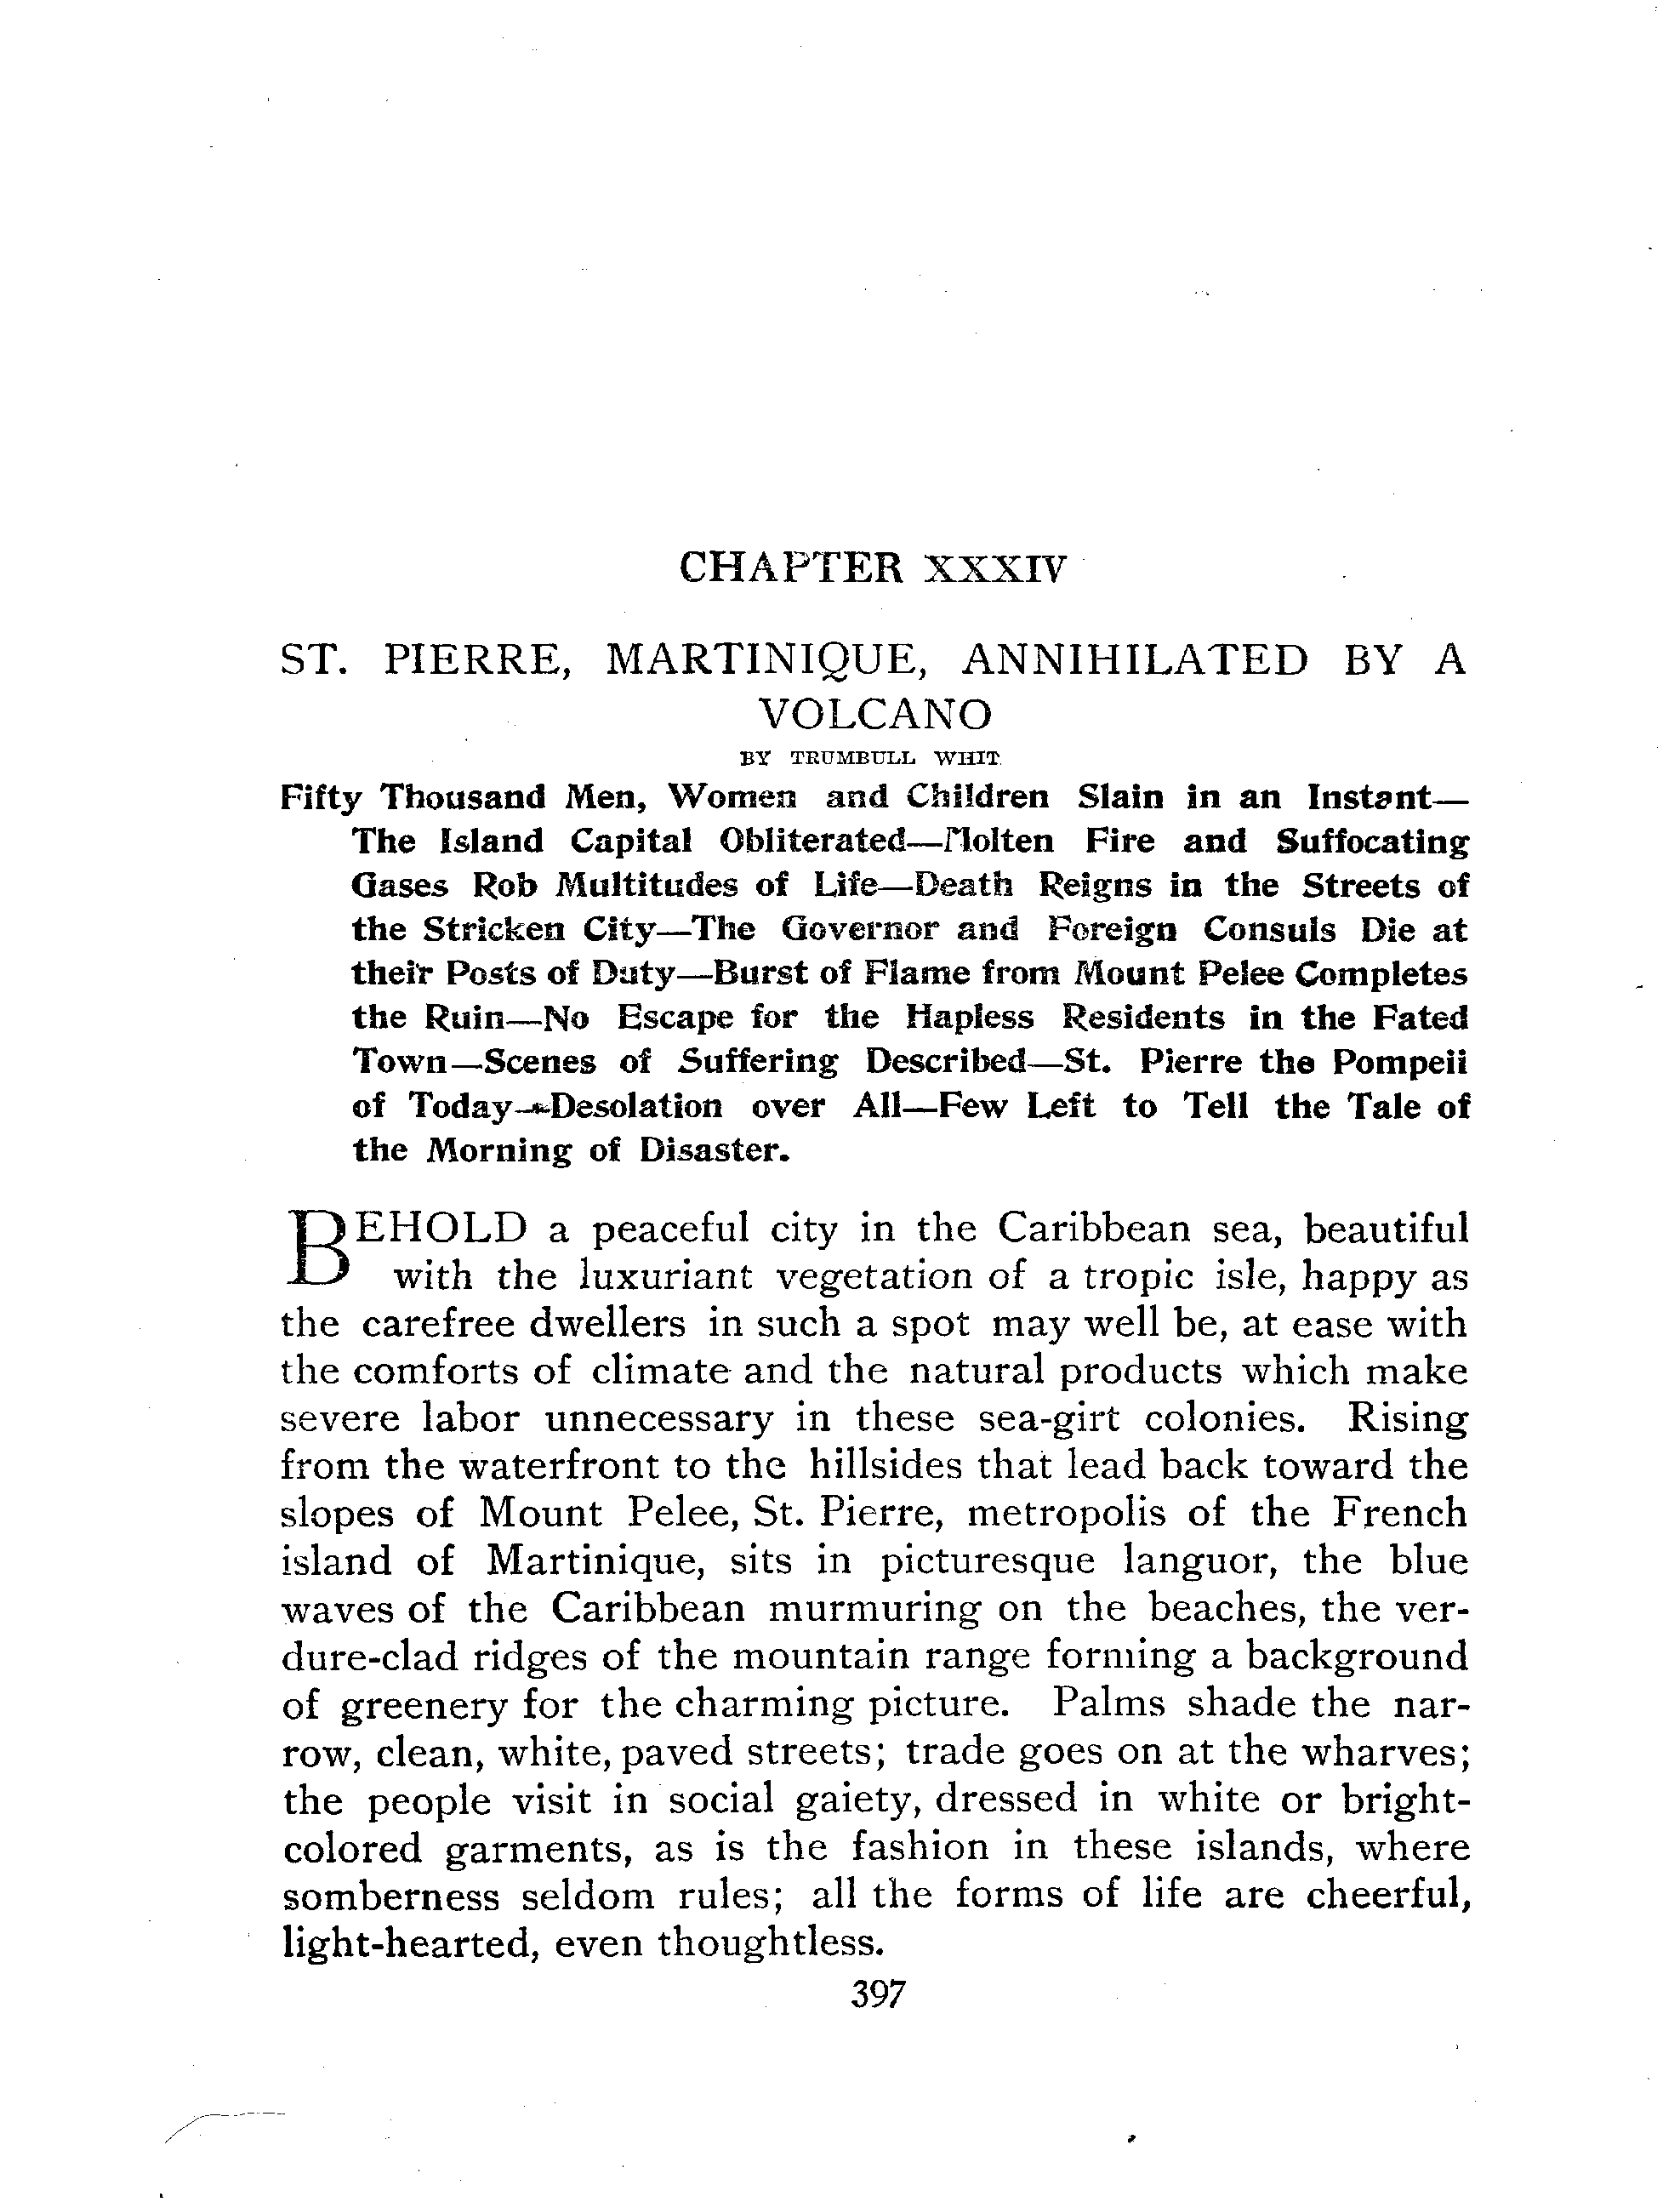 CHAPTER XXXIV
ST. PIERRE, MARTINIQUE, ANNIHILATED BY A
VOLCANO
BY TRUMBULL WHIT
Fifty Thousand Men, Women and Children Slain in an Instant—
The Island Capital Obliterated—Molten Fire and Suffocating
Gases Rob Multitudes of Life—Death Reigns in the Streets of
the Stricken City—The Governor and Foreign Consuls Die at
their Posts of Duty—Burst of Flame from Mount Pelee Completes
the Ruin—No Escape for the Hapless Residents in the Fated
Town—Scenes of Suffering Described—St. Pierre the Pompeii
of Today—Desolation over All—Few Left to Tell the Tale of
the Morning of Disaster.
BEHOLD a peaceful city in the Caribbean sea, beautiful
with the luxuriant vegetation of a tropic isle, happy as
the carefree dwellers in such a spot may well be, at ease with
the comforts of climate and the natural products which make
severe labor unnecessary in these sea-girt colonies. Rising
from the waterfront to the hillsides that lead back toward the
slopes of Mount Pelee, St. Pierre, metropolis of the French
island of Martinique, sits in picturesque languor, the blue
waves of the Caribbean murmuring on the beaches, the ver-
dure-clad ridges of the mountain range forming a background
of greenery for the charming picture. Palms shade the nar-
row, clean, white, paved streets; trade goes on at the wharves;
the people visit in social gaiety, dressed in white or bright-
colored garments, as is the fashion in these islands, where
somberness seldom rules; all the forms of life are cheerful,
light-hearted, even thoughtless.
397